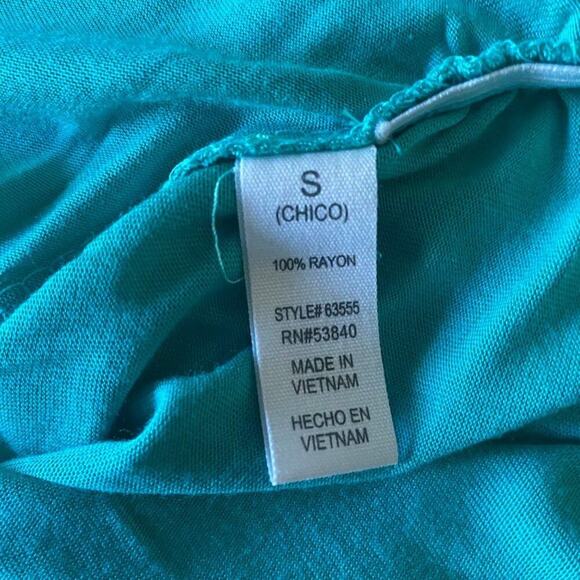 S
(CHICO)
100% RAYON
STYLE# 63555
RN#53840
MADE IN
VIETNAM
HECHO EN
VIETNAM